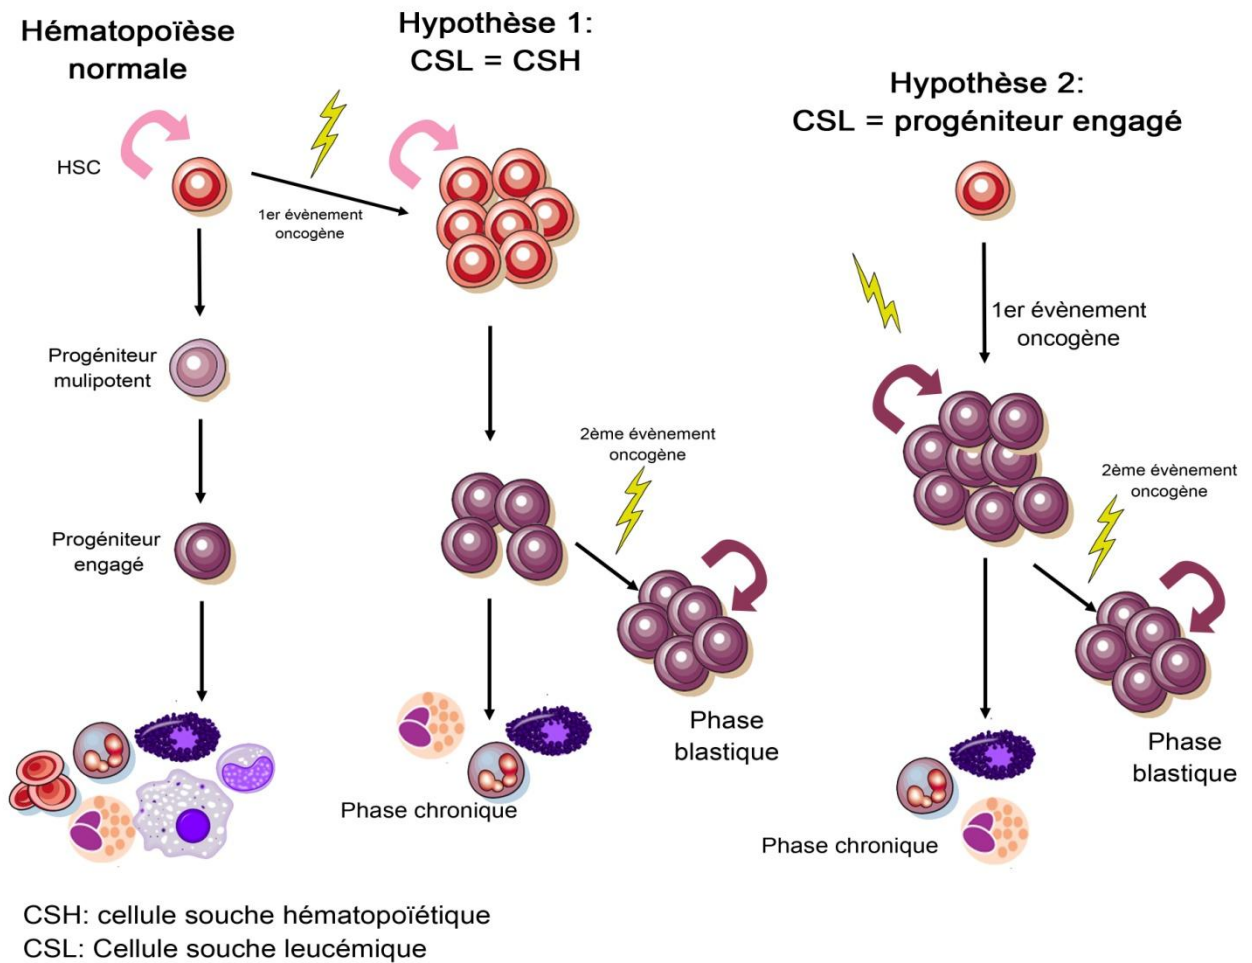 Hématopoïèse
normale
HSC
Progéniteur
mulipotent
Progéniteur
engagé
1er évènement
oncogène
Hypothèse 1:
CSL = CSH
2ème évènement
oncogène
Phase
blastique
Phase chronique
Hypothèse 2:
CSL = progéniteur engagé
1er évènement
oncogène
2ème évènement
oncogène
Phase
blastique
Phase chronique
CSH: cellule souche hématopoïétique
CSL: Cellule souche leucémique